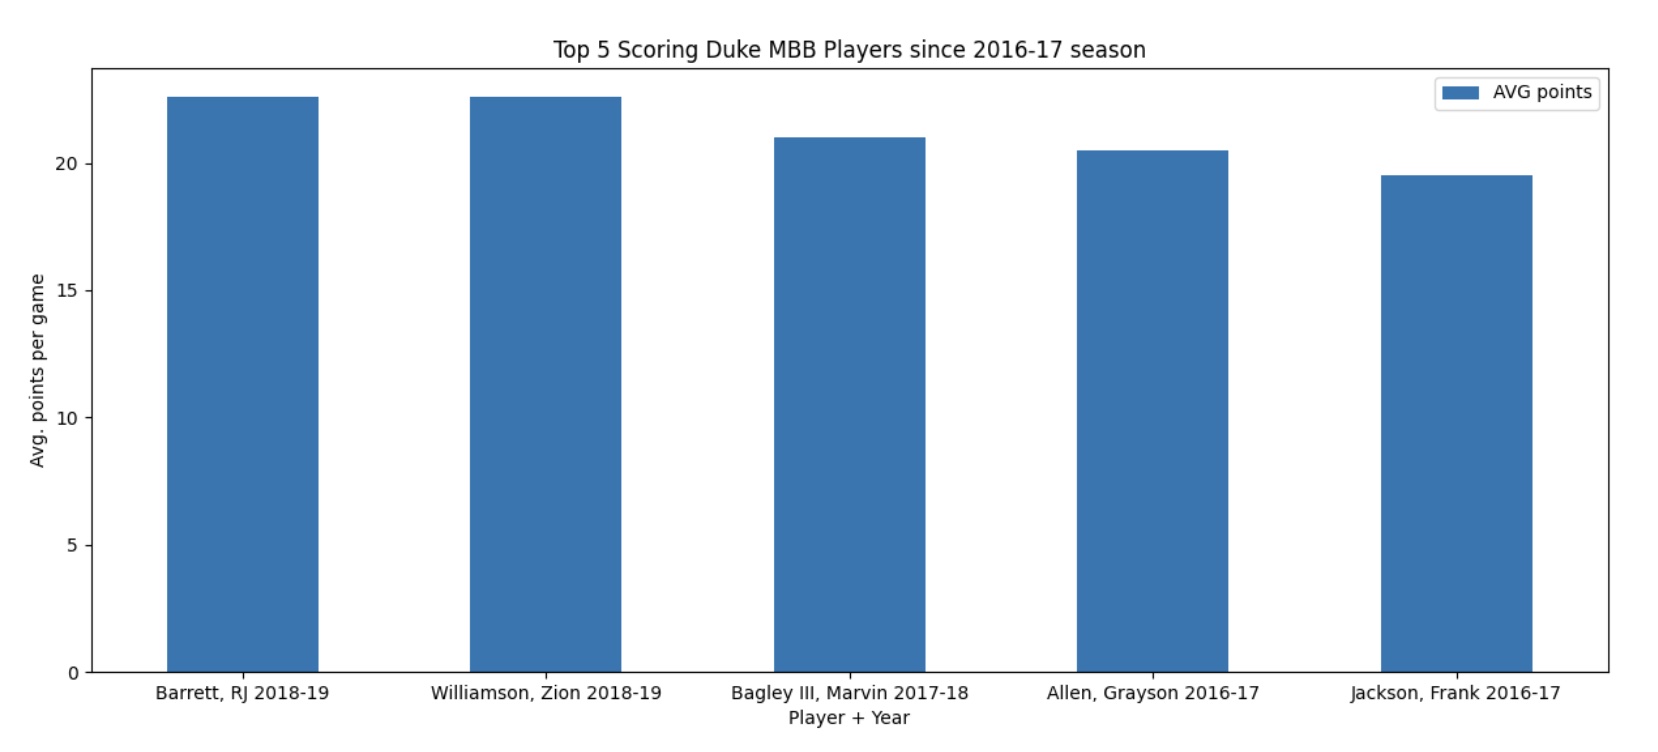 Top 5 Scoring Duke MBB Players since 2016-17 season
AVG points
Avg. points per game
20
15
10
5
0
Barrett, RJ 2018-19
Williamson, Zion 2018-19
Bagley III, Marvin 2017-18
Allen, Grayson 2016-17
Jackson, Frank 2016-17
Player + Year